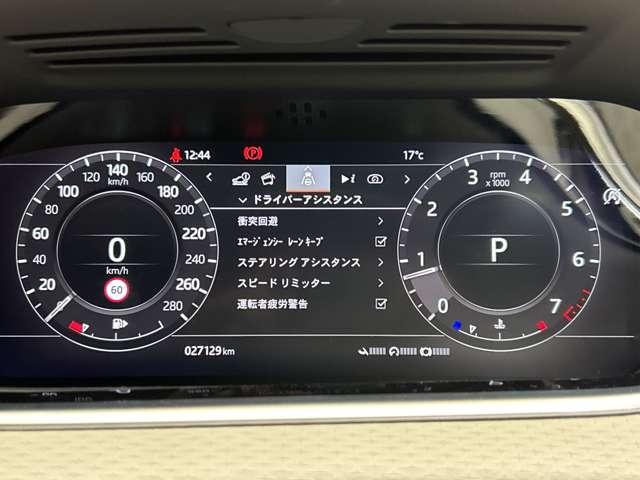 12:44
17°c
ドライバーアシスタンス
衝突回避
ｴﾏｰｼﾞｪﾝｼｰ ﾚｰﾝｷｰﾌﾟ
ステアリング アシスタンス
スピード リミッター
運転者疲労警告
0
20
40
60
80
100
120
140
160
180
200
220
240
260
280
km/h
0
km/h
60
rpm
x 1000
0
1
2
3
4
5
6
7
P
027129 km